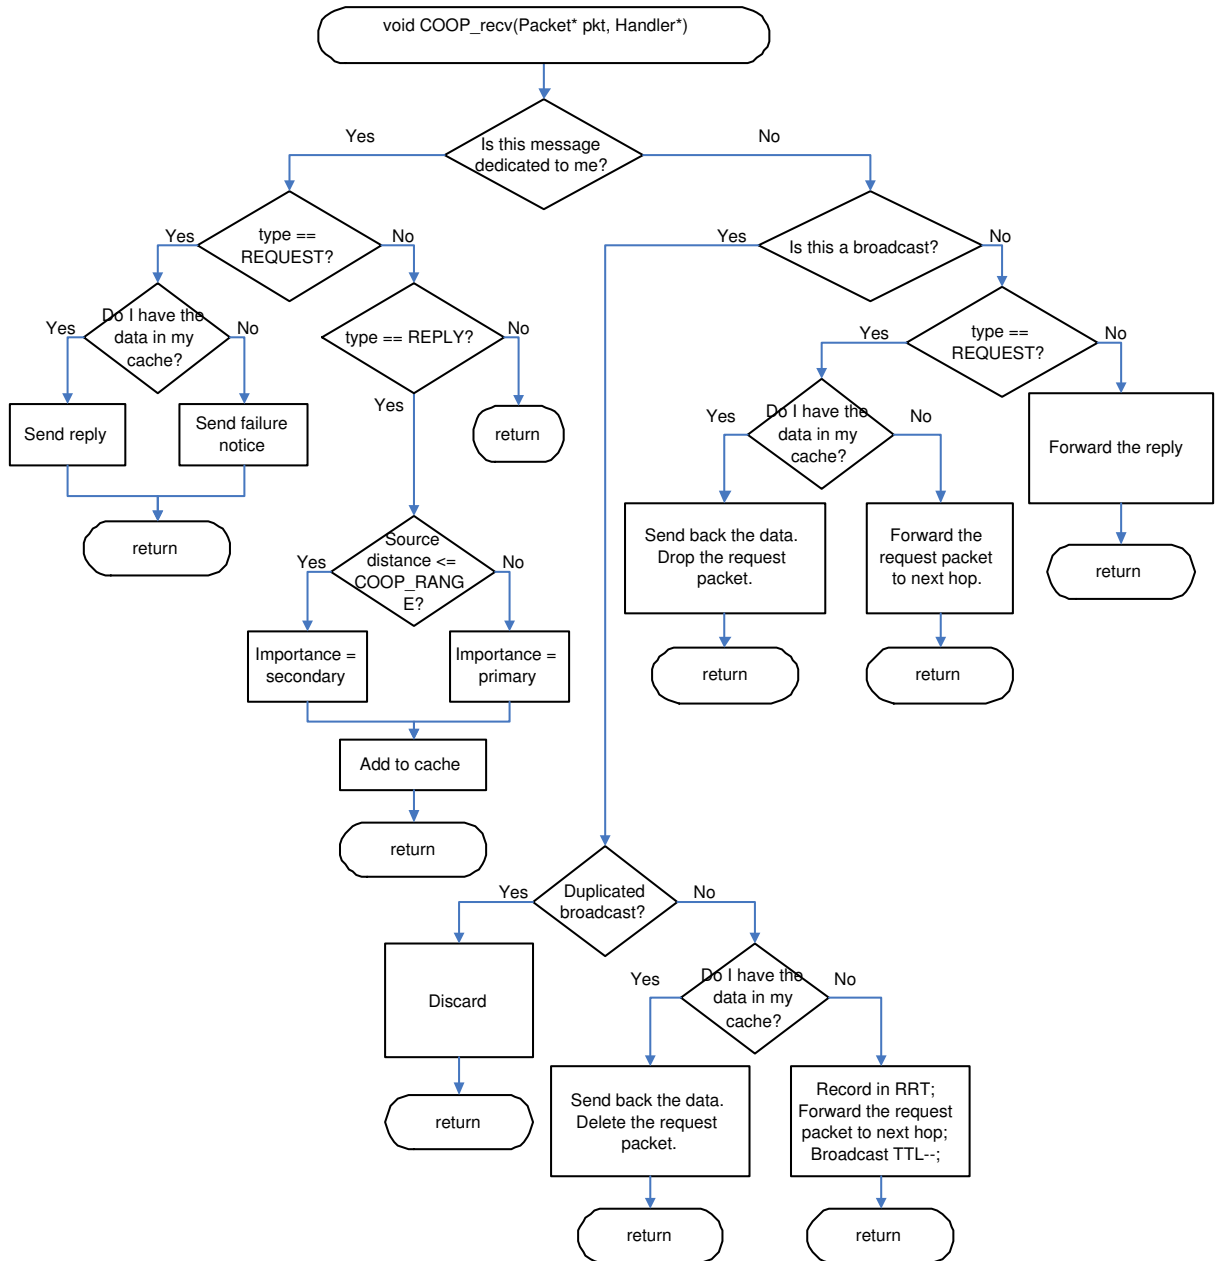 void COOP_recv(Packet* pkt, Handler*)
Yes
No
Is this message
dedicated to me?
Yes
type ==
REQUEST?
No
Yes
Is this a broadcast?
No
Yes
Do I have the
data in my
cache?
No
type == REPLY?
No
Yes
type ==
REQUEST?
No
Yes
Send reply
Send failure
notice
return
return
Yes
Do I have the
data in my
cache?
No
Forward the reply
return
Send back the data.
Drop the request
packet.
Forward the
request packet
to next hop.
return
return
Yes
Source
distance <=
COOP_RANG
E?
No
Importance =
secondary
Importance =
primary
Add to cache
return
Yes
Duplicated
broadcast?
No
Discard
return
Yes
Do I have the
data in my
cache?
No
Send back the data.
Delete the request
packet.
Record in RRT;
Forward the request
packet to next hop;
Broadcast TTL--;
return
return